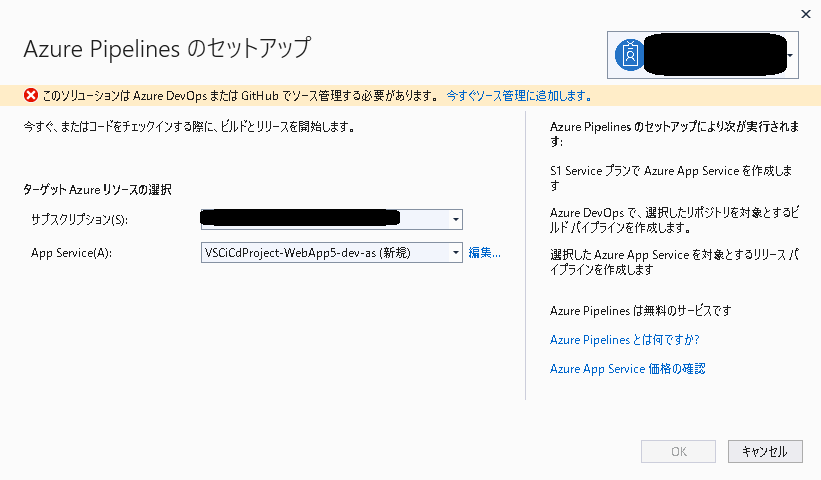 Azure Pipelines のセットアップ
このソリューションは Azure DevOps または GitHub でソース管理する必要があります。 今すぐソース管理に追加します。
今すぐ、またはコードをチェックインする際に、ビルドとリリースを開始します。
ターゲット Azure リソースの選択
サブスクリプション(S):
App Service(A): VSCiCdProject-WebApp5-dev-as (新規) 編集...
Azure Pipelines のセットアップにより次が実行されま
す:
S1 Service プランで Azure App Service を作成しま
す
Azure DevOps で、選択したリポジトリを対象とするビ
ルド パイプラインを作成します。
選択した Azure App Service を対象とするリリース パ
イプラインを作成します
Azure Pipelines は無料のサービスです
Azure Pipelines とは何ですか?
Azure App Service 価格の確認
OK キャンセル